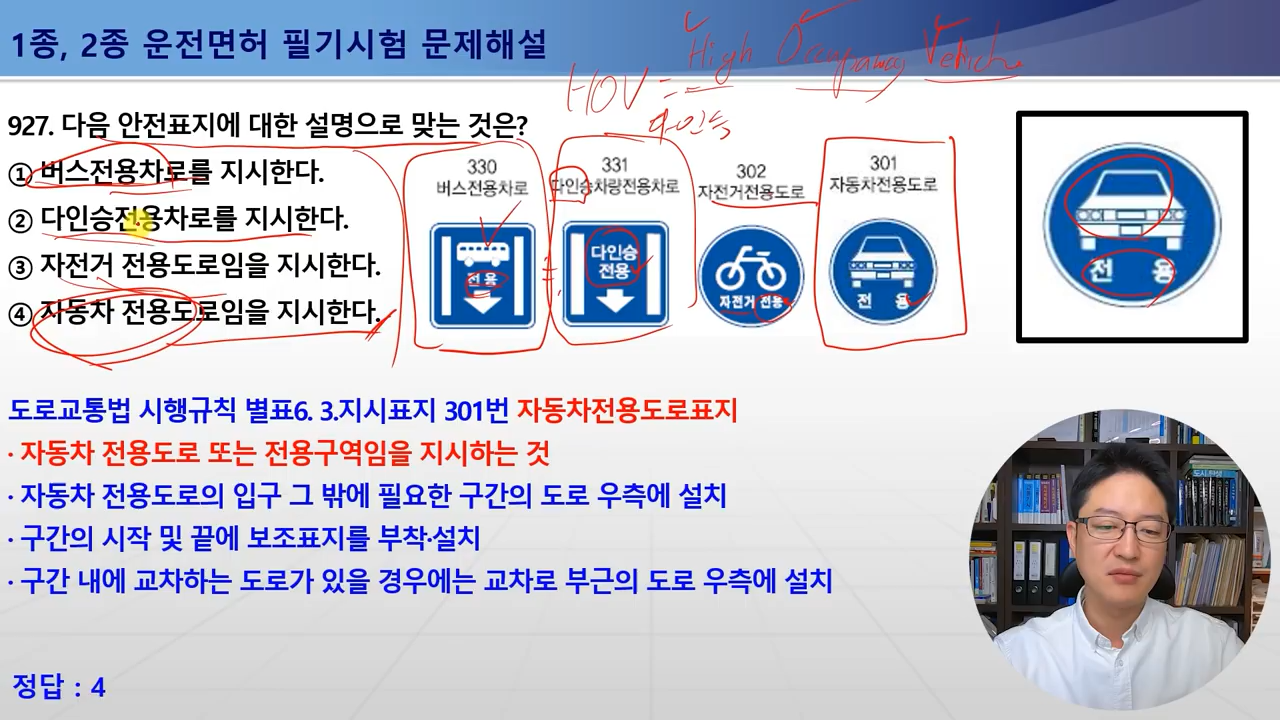 1종, 2종 운전면허 필기시험 문제해설
HOV = High Occupancy Vehicle
다인승
927. 다음 안전표지에 대한 설명으로 맞는 것은?
① 버스전용차로를 지시한다.
② 다인승전용차로를 지시한다.
③ 자전거 전용도로임을 지시한다.
④ 자동차 전용도로임을 지시한다.
330
버스전용차로
전용
331
다인승차량전용차로
다인승
전용
302
자전거전용도로
자전거 전용
301
자동차전용도로
전 용
전 용
도로교통법 시행규칙 별표6. 3.지시표지 301번 자동차전용도로표지
· 자동차 전용도로 또는 전용구역임을 지시하는 것
· 자동차 전용도로의 입구 그 밖에 필요한 구간의 도로 우측에 설치
· 구간의 시작 및 끝에 보조표지를 부착·설치
· 구간 내에 교차하는 도로가 있을 경우에는 교차로 부근의 도로 우측에 설치
정답 : 4